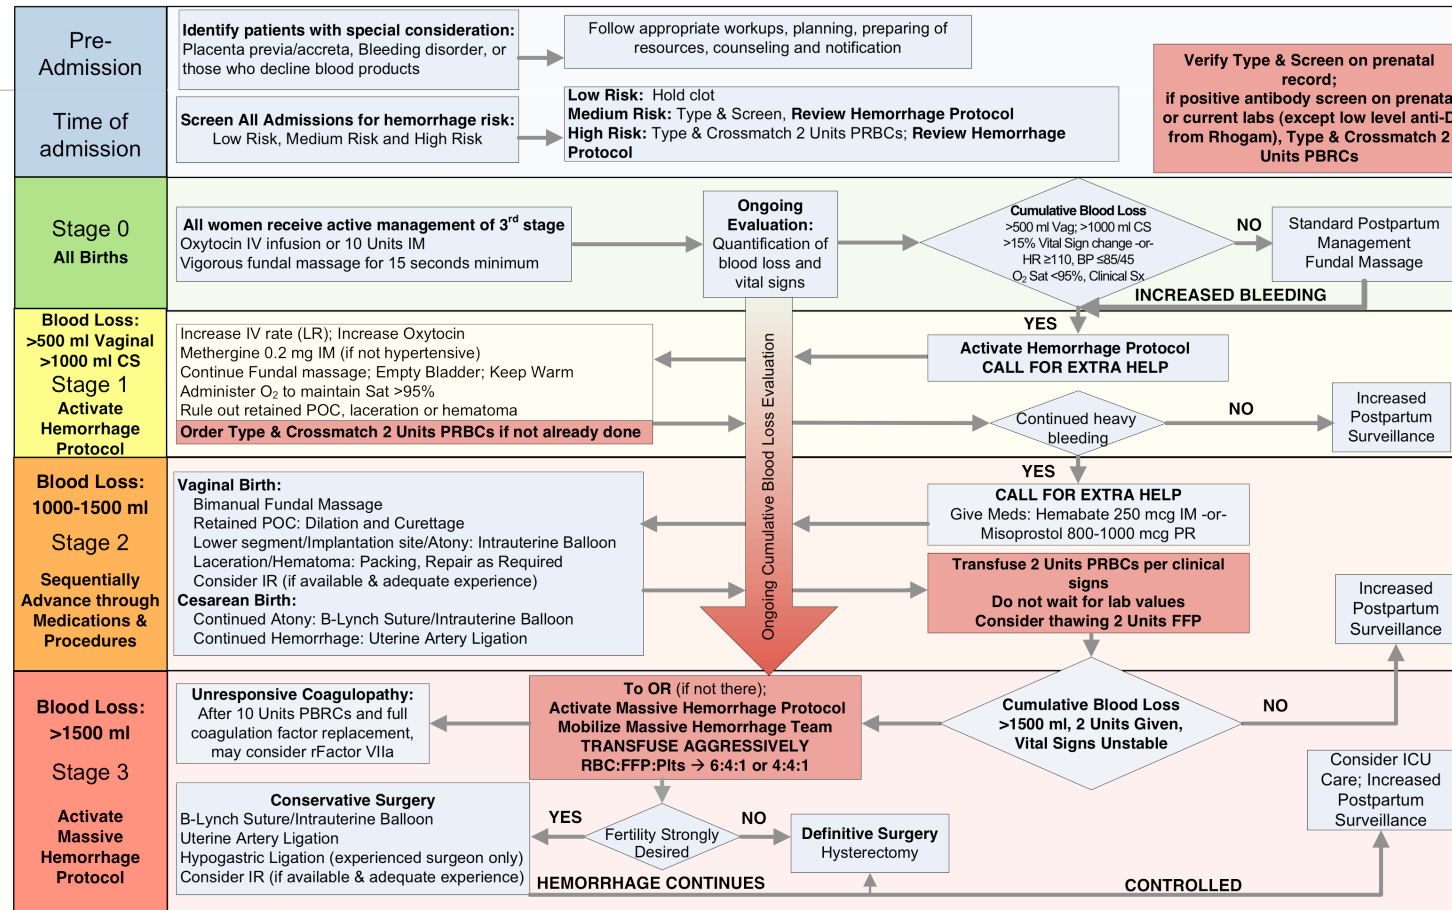 Pre-
Admission
Identify patients with special consideration:
Placenta previa/accreta, Bleeding disorder, or
those who decline blood products
Follow appropriate workups, planning, preparing of
resources, counseling and notification
Verify Type & Screen on prenatal
record;
if positive antibody screen on prenata
or current labs (except low level anti-D
from Rhogam), Type & Crossmatch 2
Units PBRCs
Time of
admission
Screen All Admissions for hemorrhage risk:
Low Risk, Medium Risk and High Risk
Low Risk: Hold clot
Medium Risk: Type & Screen, Review Hemorrhage Protocol
High Risk: Type & Crossmatch 2 Units PRBCs; Review Hemorrhage
Protocol
Stage 0
All Births
All women receive active management of 3rd stage
Oxytocin IV infusion or 10 Units IM
Vigorous fundal massage for 15 seconds minimum
Ongoing
Evaluation:
Quantification of
blood loss and
vital signs
Cumulative Blood Loss
>500 ml Vag; >1000 ml CS
>15% Vital Sign change -or-
HR ≥110, BP ≤85/45
O2 Sat <95%, Clinical Sx
NO
Standard Postpartum
Management
Fundal Massage
INCREASED BLEEDING
YES
Blood Loss:
>500 ml Vaginal
>1000 ml CS
Stage 1
Activate
Hemorrhage
Protocol
Increase IV rate (LR); Increase Oxytocin
Methergine 0.2 mg IM (if not hypertensive)
Continue Fundal massage; Empty Bladder; Keep Warm
Administer O2 to maintain Sat >95%
Rule out retained POC, laceration or hematoma
Order Type & Crossmatch 2 Units PRBCs if not already done
Ongoing Cumulative Blood Loss Evaluation
Activate Hemorrhage Protocol
CALL FOR EXTRA HELP
Continued heavy
bleeding
NO
Increased
Postpartum
Surveillance
YES
Blood Loss:
1000-1500 ml
Stage 2
Sequentially
Advance through
Medications &
Procedures
Vaginal Birth:
Bimanual Fundal Massage
Retained POC: Dilation and Curettage
Lower segment/Implantation site/Atony: Intrauterine Balloon
Laceration/Hematoma: Packing, Repair as Required
Consider IR (if available & adequate experience)
Cesarean Birth:
Continued Atony: B-Lynch Suture/Intrauterine Balloon
Continued Hemorrhage: Uterine Artery Ligation
CALL FOR EXTRA HELP
Give Meds: Hemabate 250 mcg IM -or-
Misoprostol 800-1000 mcg PR
Transfuse 2 Units PRBCs per clinical
signs
Do not wait for lab values
Consider thawing 2 Units FFP
Increased
Postpartum
Surveillance
Blood Loss:
>1500 ml
Stage 3
Activate
Massive
Hemorrhage
Protocol
Unresponsive Coagulopathy:
After 10 Units PBRCs and full
coagulation factor replacement,
may consider rFactor VIIa
To OR (if not there);
Activate Massive Hemorrhage Protocol
Mobilize Massive Hemorrhage Team
TRANSFUSE AGGRESSIVELY
RBC:FFP:Plts → 6:4:1 or 4:4:1
Cumulative Blood Loss
>1500 ml, 2 Units Given,
Vital Signs Unstable
NO
Consider ICU
Care; Increased
Postpartum
Surveillance
Conservative Surgery
B-Lynch Suture/Intrauterine Balloon
Uterine Artery Ligation
Hypogastric Ligation (experienced surgeon only)
Consider IR (if available & adequate experience)
YES
Fertility Strongly
Desired
NO
Definitive Surgery
Hysterectomy
HEMORRHAGE CONTINUES
CONTROLLED